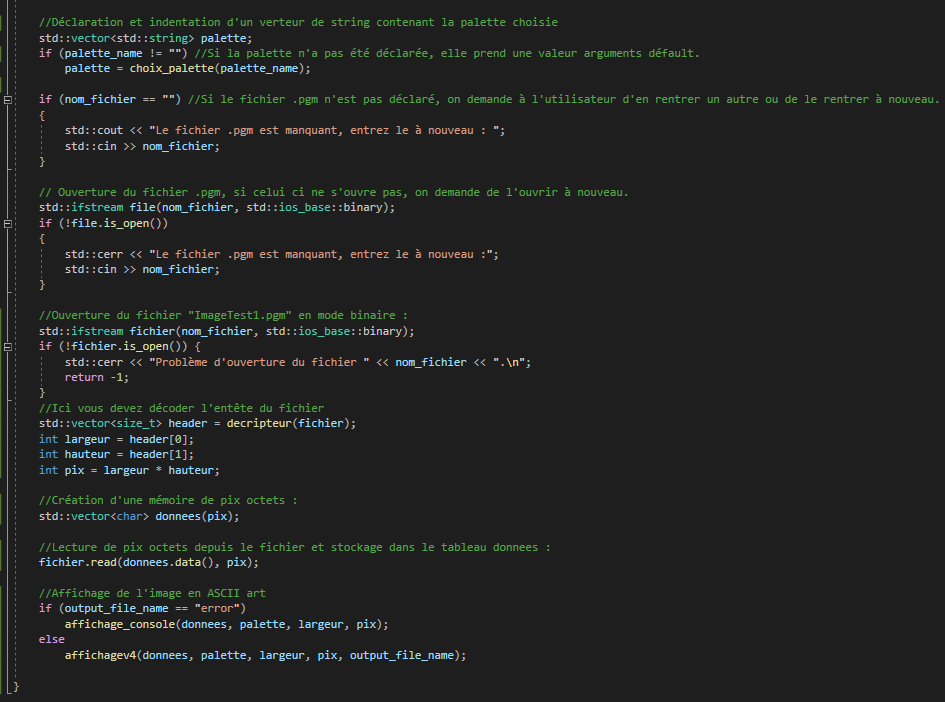 //Déclaration et indentation d'un verteur de string contenant la palette choisie
std::vector<std::string> palette;
if (palette_name != "") //Si la palette n'a pas été déclarée, elle prend une valeur arguments défault.
palette = choix_palette(palette_name);
if (nom_fichier == "") //Si le fichier .pgm n'est pas déclaré, on demande à l'utilisateur d'en rentrer un autre ou de le rentrer à nouveau.
{
std::cout << "Le fichier .pgm est manquant, entrez le à nouveau : ";
std::cin >> nom_fichier;
}
// Ouverture du fichier .pgm, si celui ci ne s'ouvre pas, on demande de l'ouvrir à nouveau.
std::ifstream file(nom_fichier, std::ios_base::binary);
if (!file.is_open())
{
std::cerr << "Le fichier .pgm est manquant, entrez le à nouveau :";
std::cin >> nom_fichier;
}
//Ouverture du fichier "ImageTest1.pgm" en mode binaire :
std::ifstream fichier(nom_fichier, std::ios_base::binary);
if (!fichier.is_open()) {
std::cerr << "Problème d'ouverture du fichier " << nom_fichier << ".\n";
return -1;
}
//Ici vous devez décoder l'entête du fichier
std::vector<size_t> header = decripteur(fichier);
int largeur = header[0];
int hauteur = header[1];
int pix = largeur * hauteur;
//Création d'une mémoire de pix octets :
std::vector<char> donnees(pix);
//Lecture de pix octets depuis le fichier et stockage dans le tableau donnees :
fichier.read(donnees.data(), pix);
//Affichage de l'image en ASCII art
if (output_file_name == "error")
affichage_console(donnees, palette, largeur, pix);
else
affichagev4(donnees, palette, largeur, pix, output_file_name);
}